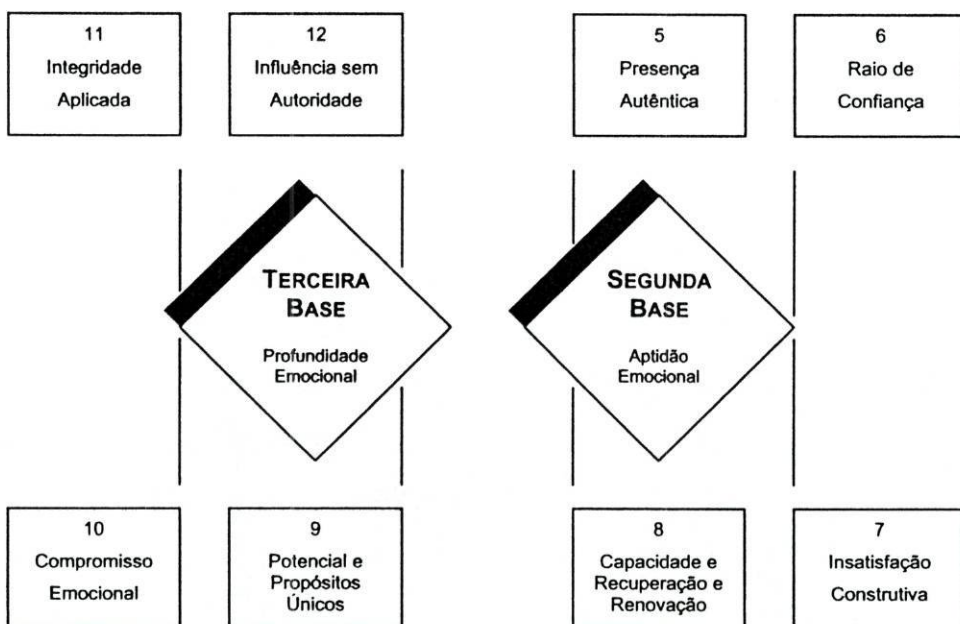 11
Integridade
Aplicada
12
Influência sem
Autoridade
5
Presença
Autêntica
6
Raio de
Confiança
TERCEIRA
BASE
Profundidade
Emocional
SEGUNDA
BASE
Aptidão
Emocional
10
Compromisso
Emocional
9
Potencial e
Propósitos
Únicos
8
Capacidade e
Recuperação e
Renovação
7
Insatisfação
Construtiva